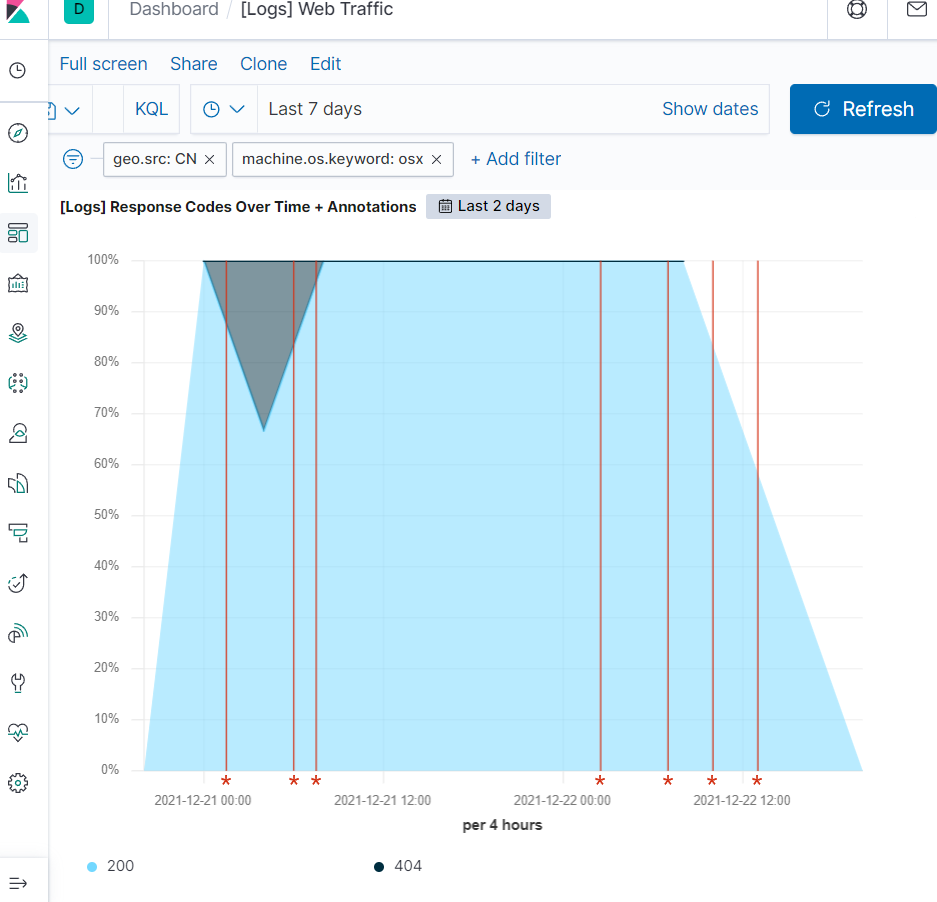 D Dashboard / [Logs] Web Traffic
Full screen Share Clone Edit
KQL Last 7 days Show dates Refresh
geo.src: CN × machine.os.keyword: osx × + Add filter
[Logs] Response Codes Over Time + Annotations Last 2 days
100%
90%
80%
70%
60%
50%
40%
30%
20%
10%
0%
* * * * * * *
2021-12-21 00:00 2021-12-21 12:00 2021-12-22 00:00 2021-12-22 12:00
per 4 hours
200 404